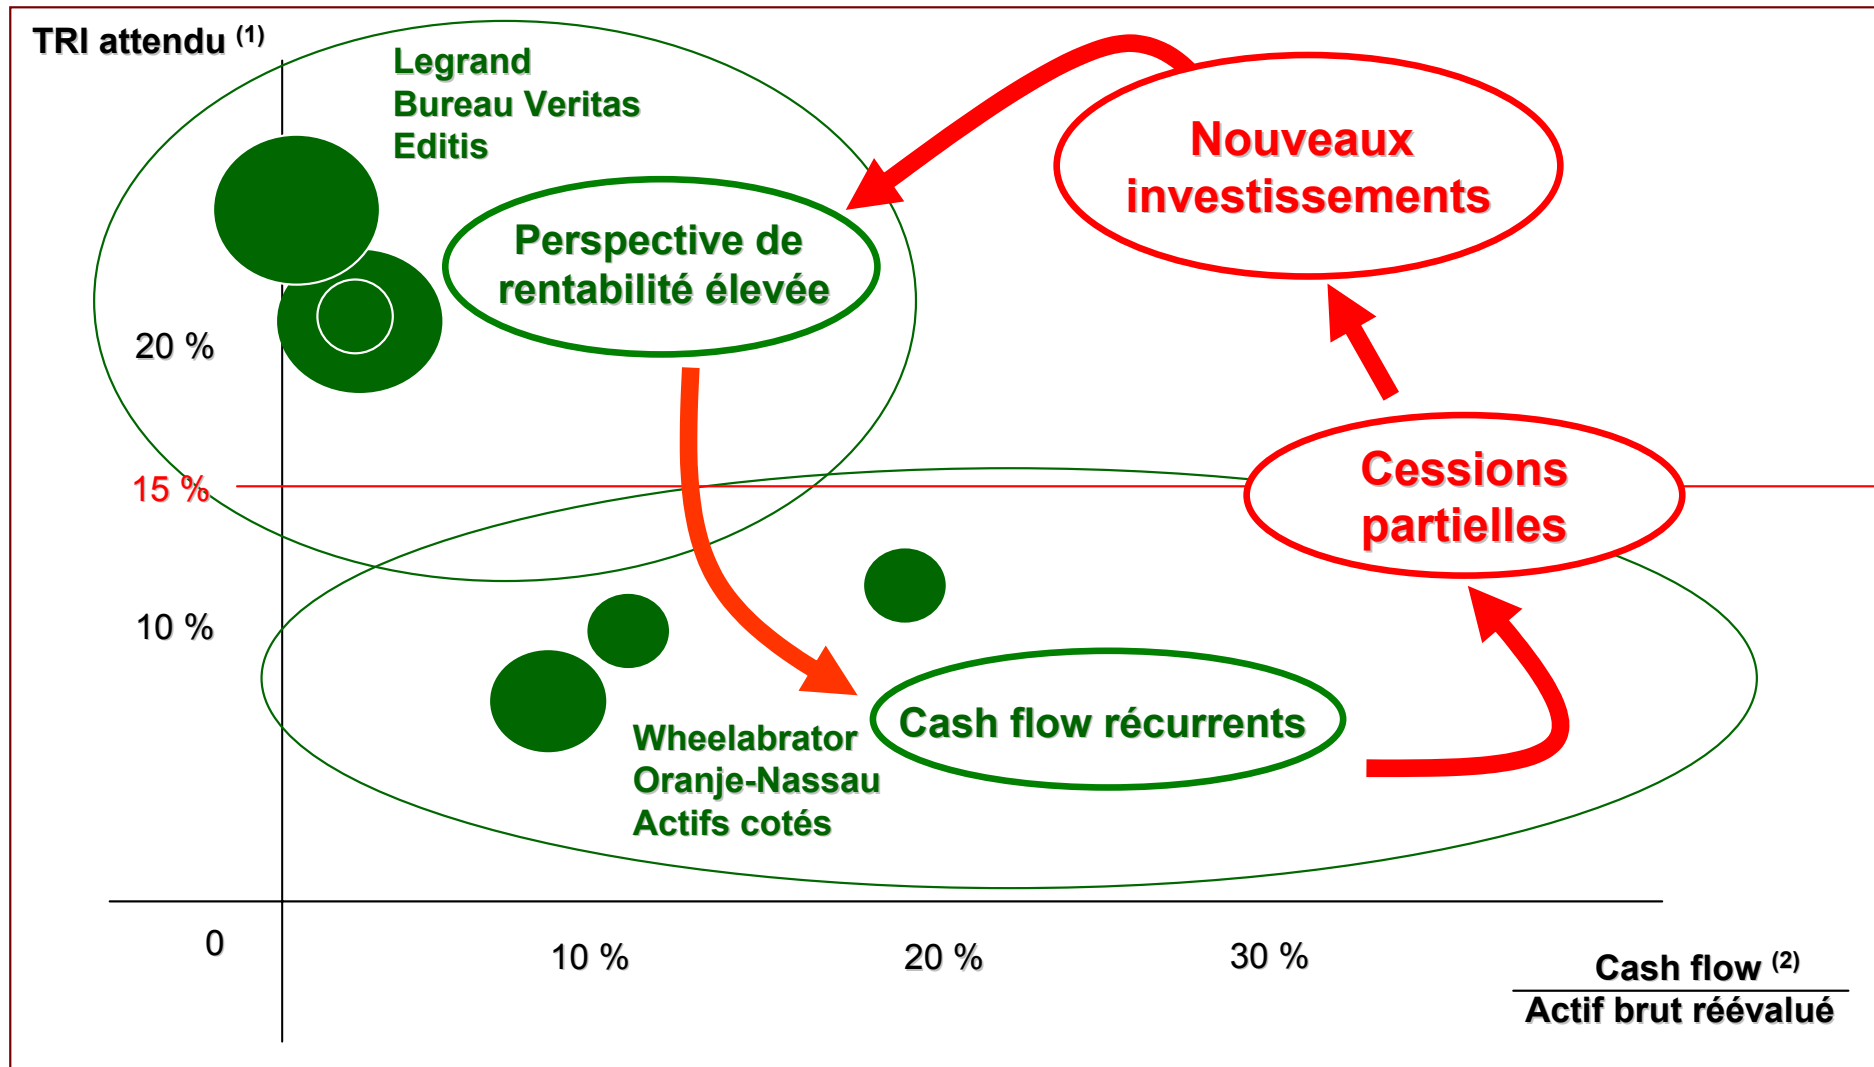 TRI attendu (1)
Legrand
Bureau Veritas
Editis
Nouveaux
investissements
Perspective de
rentabilité élevée
20 %
15 %
Cessions
partielles
10 %
Cash flow récurrents
Wheelabrator
Oranje-Nassau
Actifs cotés
0
10 %
20 %
30 %
Cash flow (2)
Actif brut réévalué